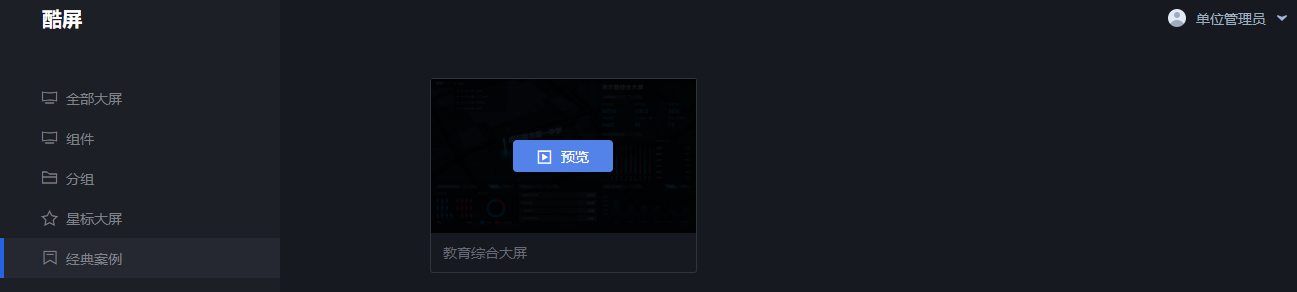 酷屏
单位管理员
全部大屏
组件
分组
星标大屏
经典案例
预览
教育综合大屏